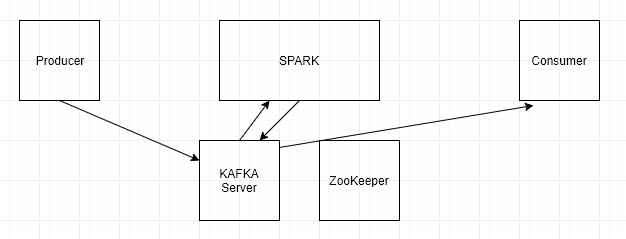 Producer
SPARK
Consumer
KAFKA
Server
ZooKeeper